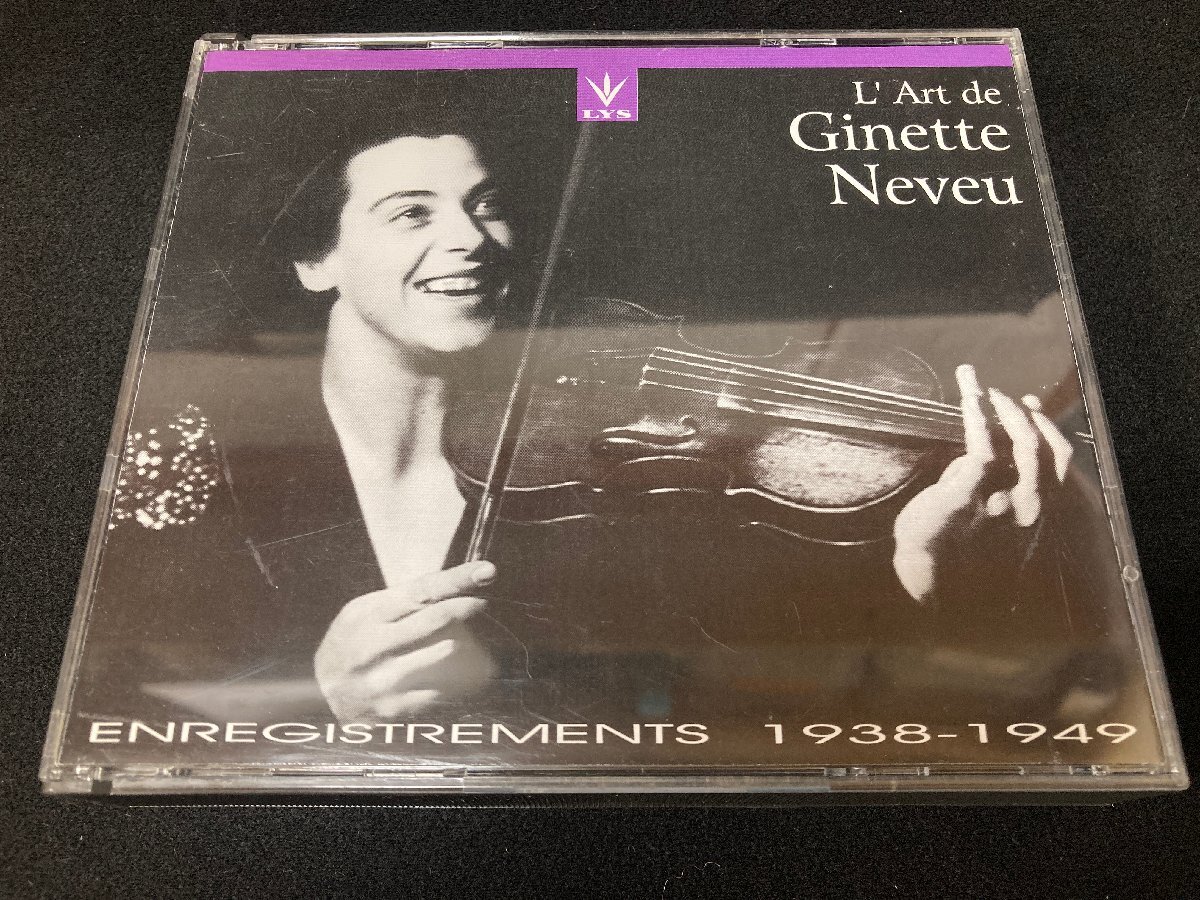 LYS
L' Art de
Ginette
Neveu
ENREGISTREMENTS 1938-1949